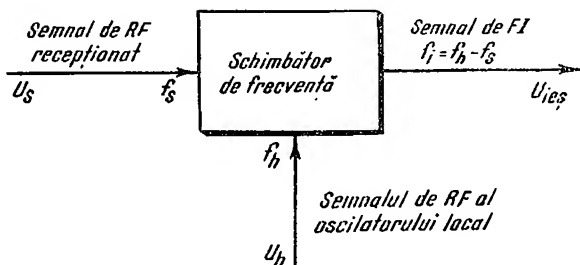 Semnal de RF
recepționat
U_s
f_s
Schimbător
de frecvență
Semnal de FI
f_i = f_h - f_s
U_ieș
f_h
Semnalul de RF al
oscilatorului local
U_h